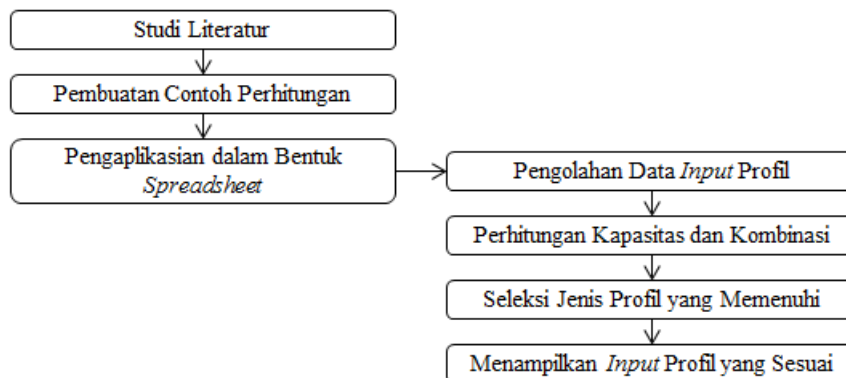 Studi Literatur
Pembuatan Contoh Perhitungan
Pengaplikasian dalam Bentuk
Spreadsheet
Pengolahan Data Input Profil
Perhitungan Kapasitas dan Kombinasi
Seleksi Jenis Profil yang Memenuhi
Menampilkan Input Profil yang Sesuai